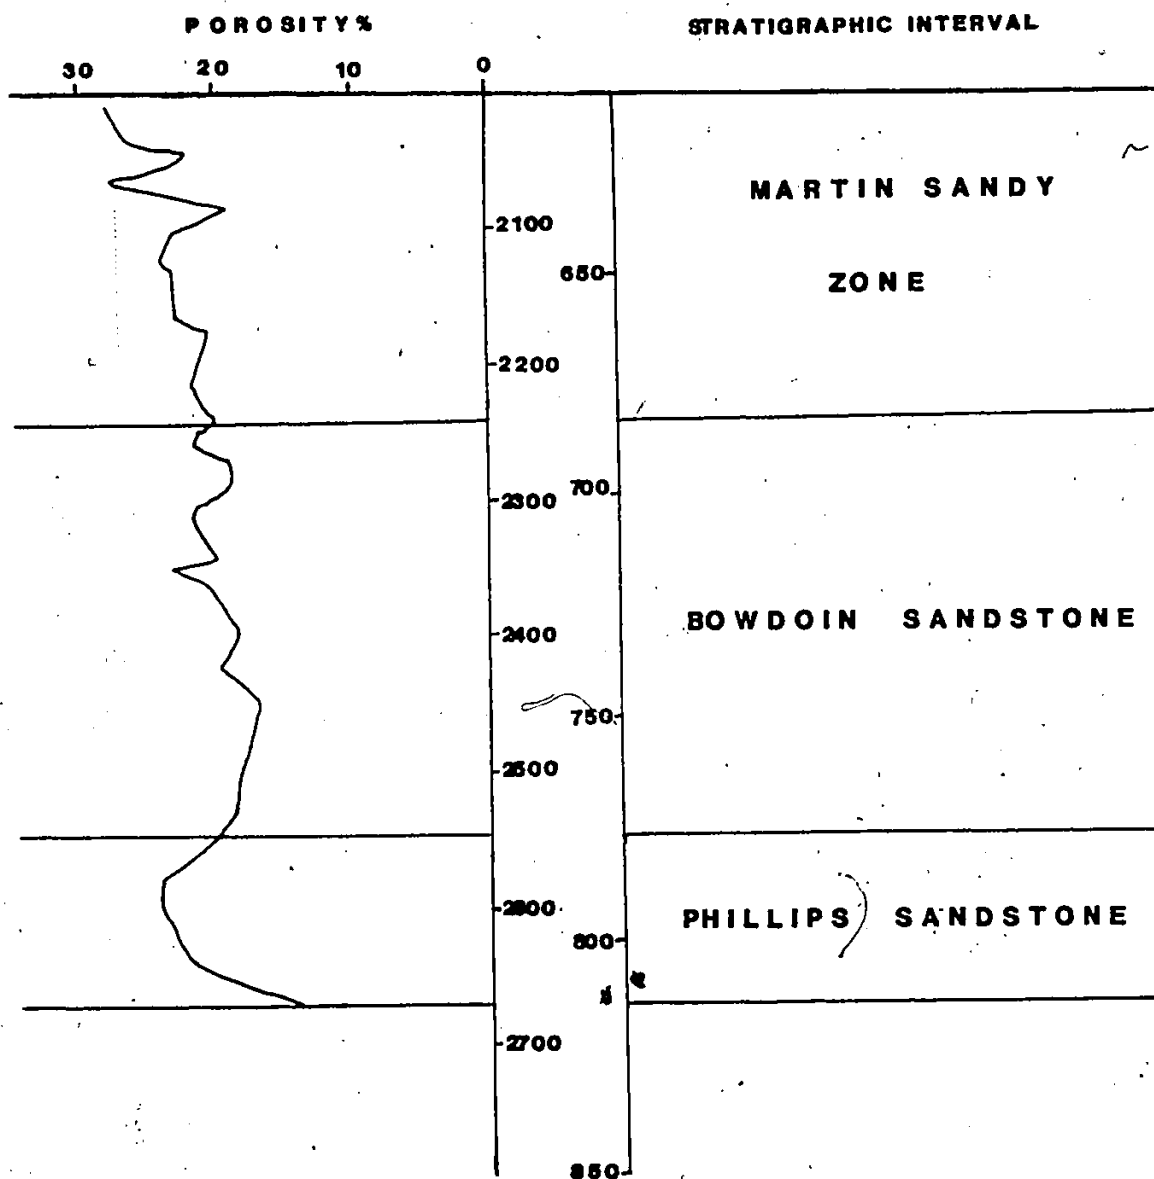 POROSITY%
STRATIGRAPHIC INTERVAL
30 20 10 0
MARTIN SANDY
ZONE
2100
650
2200
700
2300
BOWDOIN SANDSTONE
2400
750
2500
2600
PHILLIPS SANDSTONE
800
2700
850